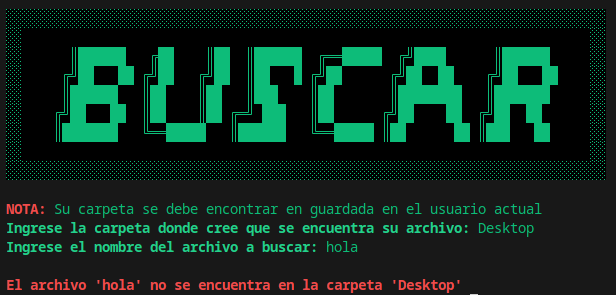 BUSCAR
NOTA: Su carpeta se debe encontrar en guardada en el usuario actual
Ingrese la carpeta donde cree que se encuentra su archivo: Desktop
Ingrese el nombre del archivo a buscar: hola
El archivo 'hola' no se encuentra en la carpeta 'Desktop'